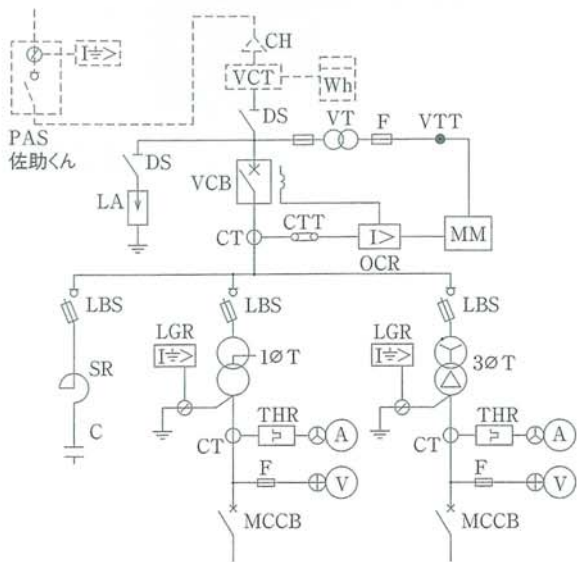 I⏚>
CH
VCT
Wh
PAS
佐助くん
DS
VT
F
VTT
DS
VCB
LA
CT
CTT
I>
MM
OCR
LBS
LBS
LBS
LGR
I⏚>
1øT
LGR
I⏚>
3øT
SR
C
CT
THR
A
CT
THR
A
F
V
F
V
MCCB
MCCB